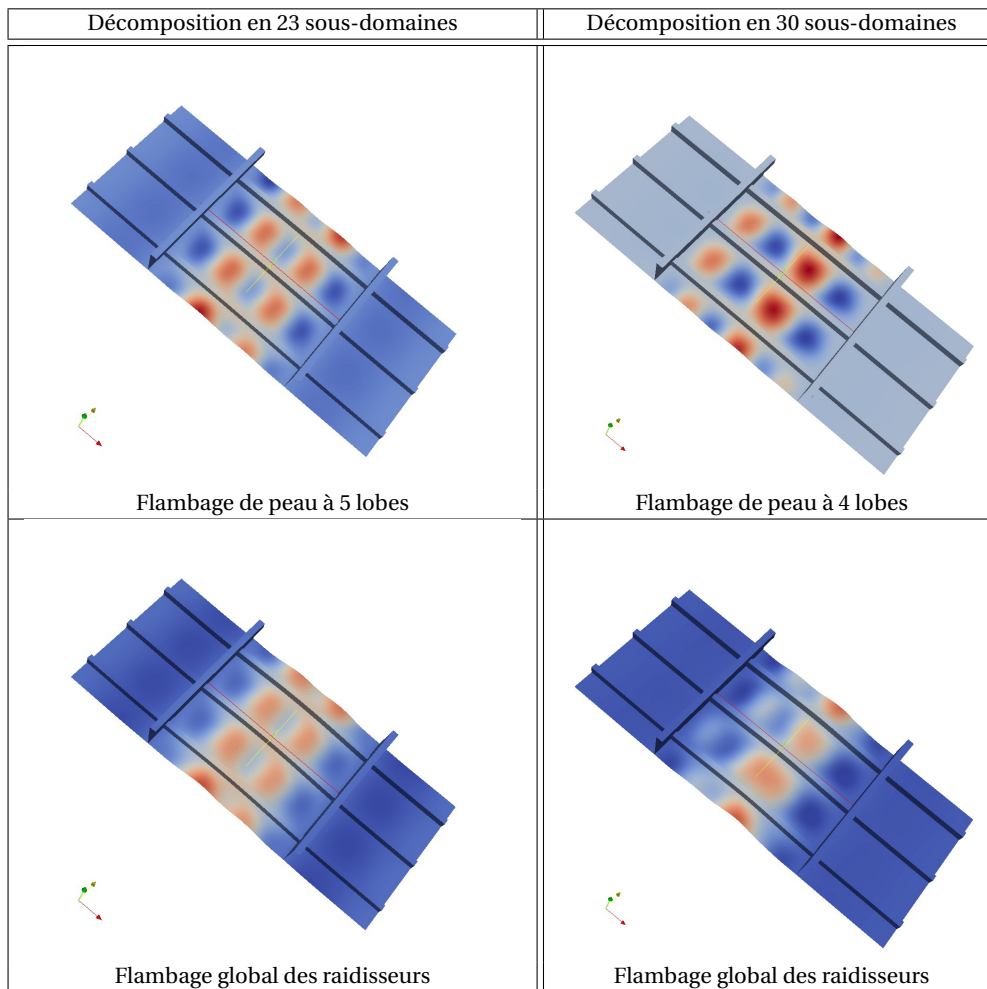 Décomposition en 23 sous-domaines
Décomposition en 30 sous-domaines
Flambage de peau à 5 lobes
Flambage de peau à 4 lobes
Flambage global des raidisseurs
Flambage global des raidisseurs